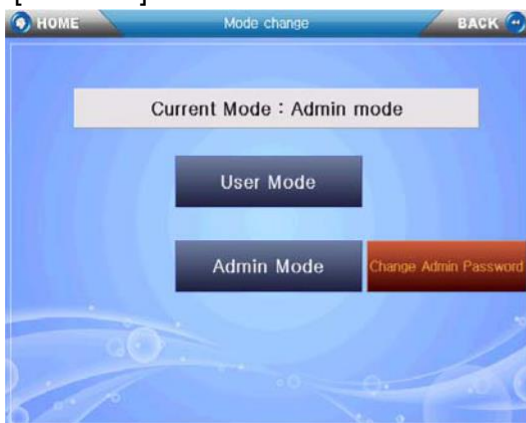 HOME Mode change BACK
Current Mode : Admin mode
User Mode
Admin Mode
Change Admin Password